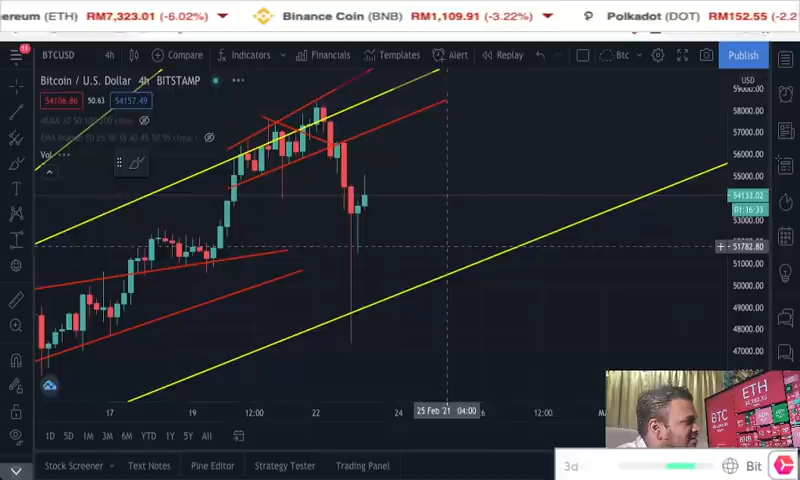 ereum (ETH) RM7,323.01 (-6.02%) Binance Coin (BNB) RM1,109.91 (-3.22%) Polkadot (DOT) RM152.55 (-2.2
11
BTCUSD 4h Compare Indicators Financials Templates Alert Replay Btc Publish
Bitcoin / U.S. Dollar 4h BITSTAMP
USD
54106.86 50.63 54157.49
Vol
58000.00
57000.00
56000.00
55000.00
54133.02
01:16:33
53000.00
51782.80
51000.00
50000.00
49000.00
48000.00
47000.00
17 19 12:00 22 24 25 Feb '21 04:00 6 12:00
1D 5D 1M 3M 6M YTD 1Y 5Y All
Stock Screener Text Notes Pine Editor Strategy Tester Trading Panel
ETH
BTC
3d Bit